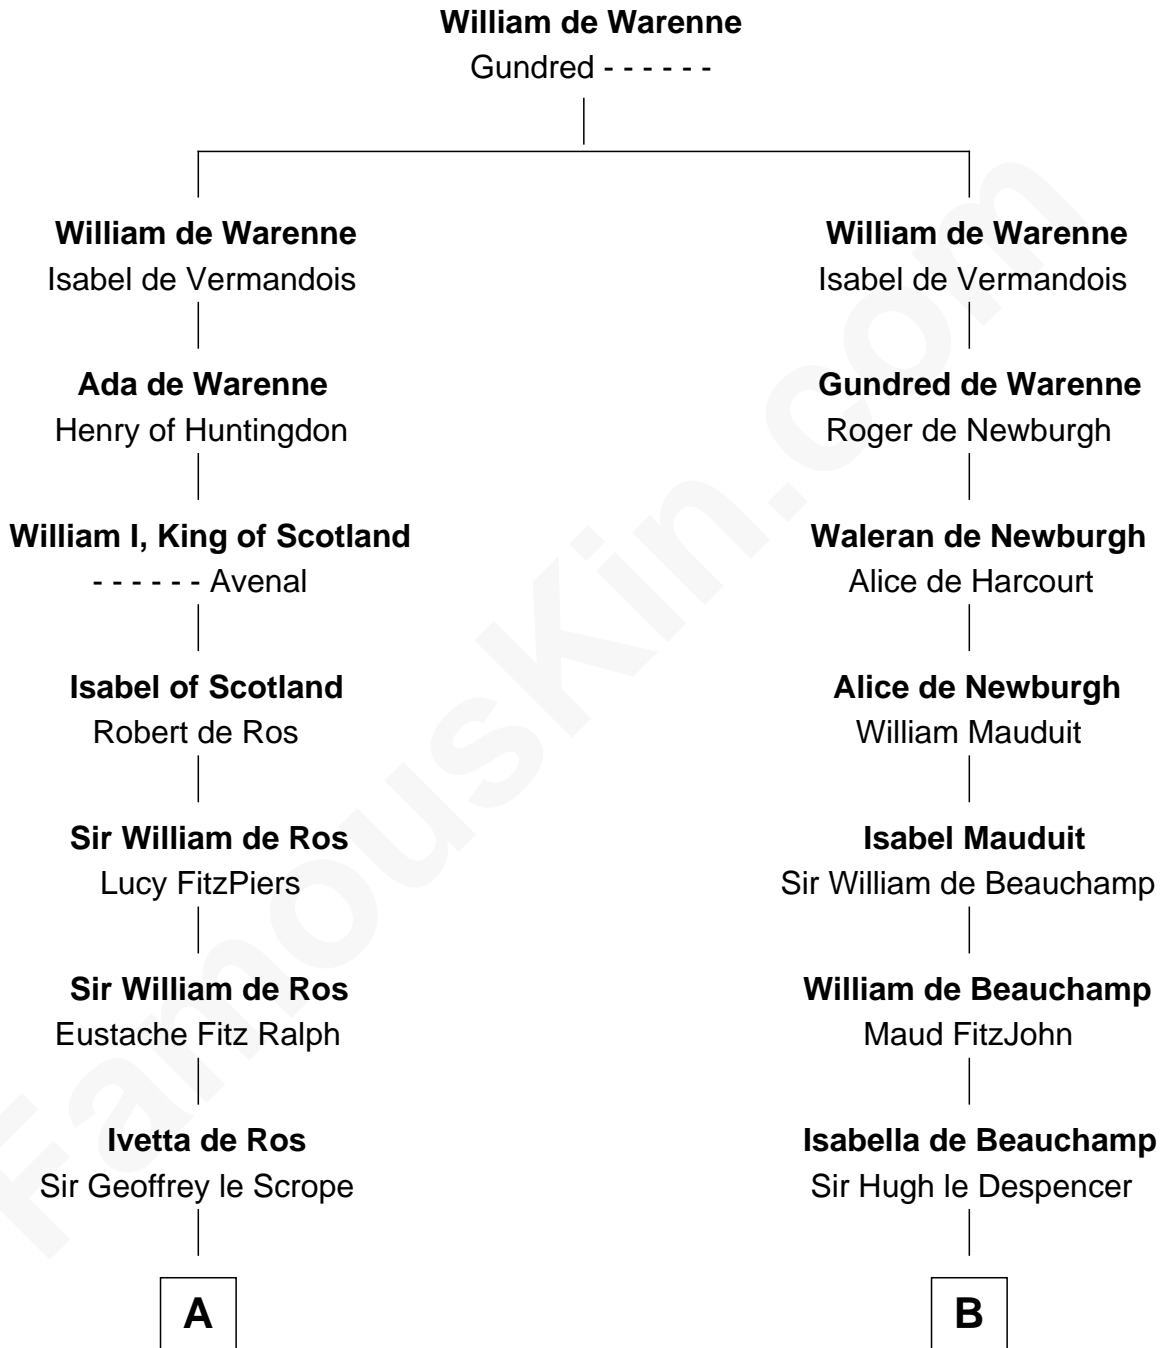 William de Warenne
Gundred - - - - - -
William de Warenne
Isabel de Vermandois
William de Warenne
Isabel de Vermandois
Ada de Warenne
Henry of Huntingdon
Gundred de Warenne
Roger de Newburgh
William I, King of Scotland
- - - - - - Avenal
Waleran de Newburgh
Alice de Harcourt
Isabel of Scotland
Robert de Ros
Alice de Newburgh
William Mauduit
Sir William de Ros
Lucy FitzPiers
Isabel Mauduit
Sir William de Beauchamp
Sir William de Ros
Eustache Fitz Ralph
William de Beauchamp
Maud FitzJohn
Ivetta de Ros
Sir Geoffrey le Scrope
Isabella de Beauchamp
Sir Hugh le Despencer
A
B
FamousKin.com